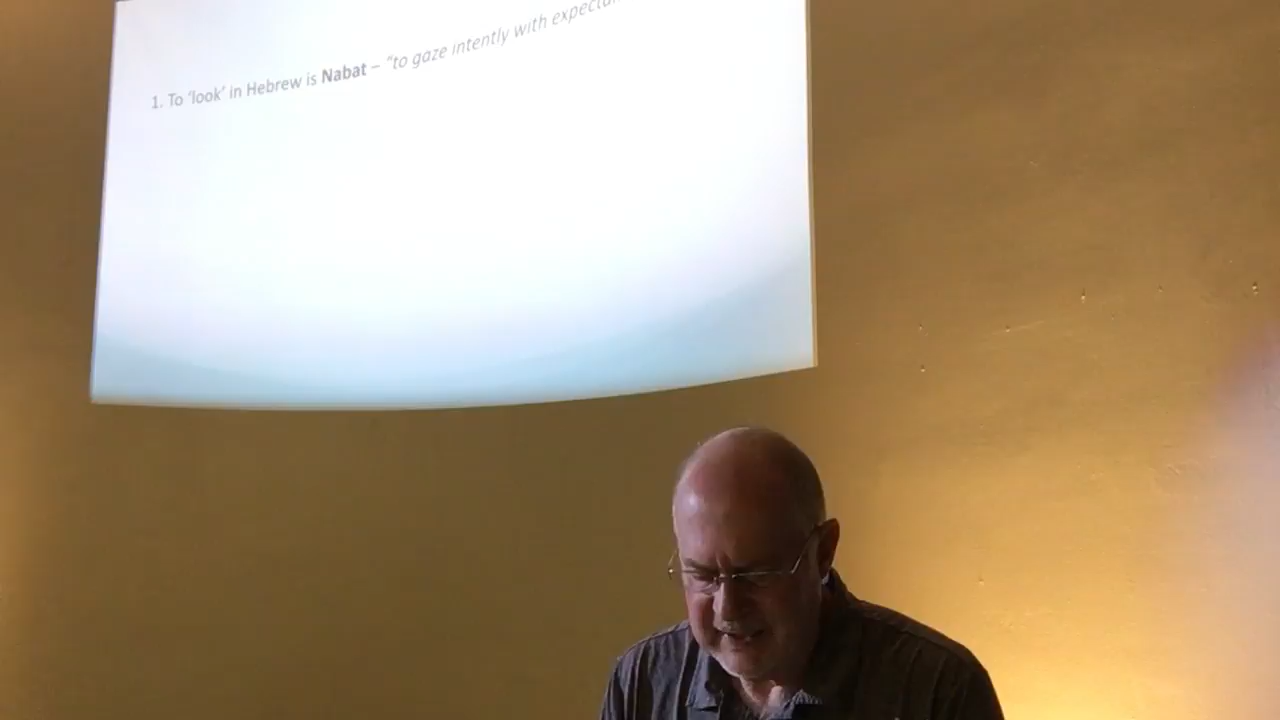 1. To ‘look’ in Hebrew is Nabat – “to gaze intently with